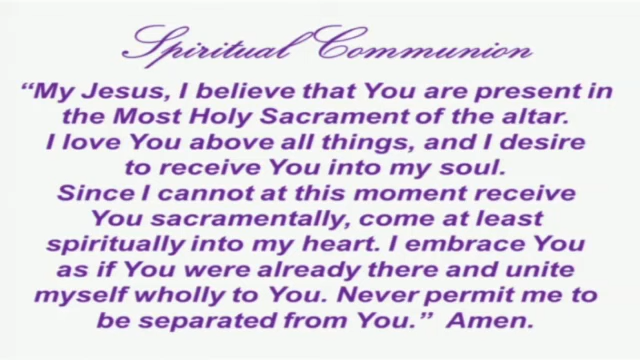 Spiritual Communion
“My Jesus, I believe that You are present in
the Most Holy Sacrament of the altar.
I love You above all things, and I desire
to receive You into my soul.
Since I cannot at this moment receive
You sacramentally, come at least
spiritually into my heart. I embrace You
as if You were already there and unite
myself wholly to You. Never permit me to
be separated from You.” Amen.